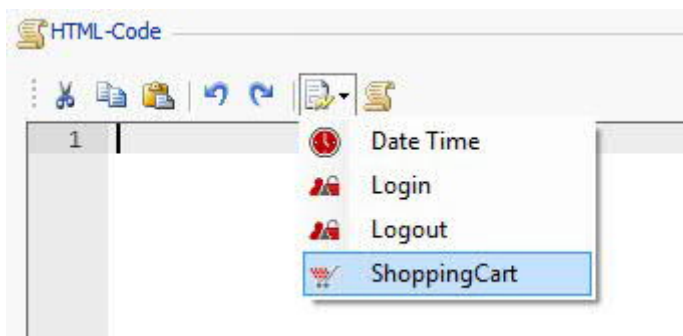 HTML-Code
1
Date Time
Login
Logout
ShoppingCart